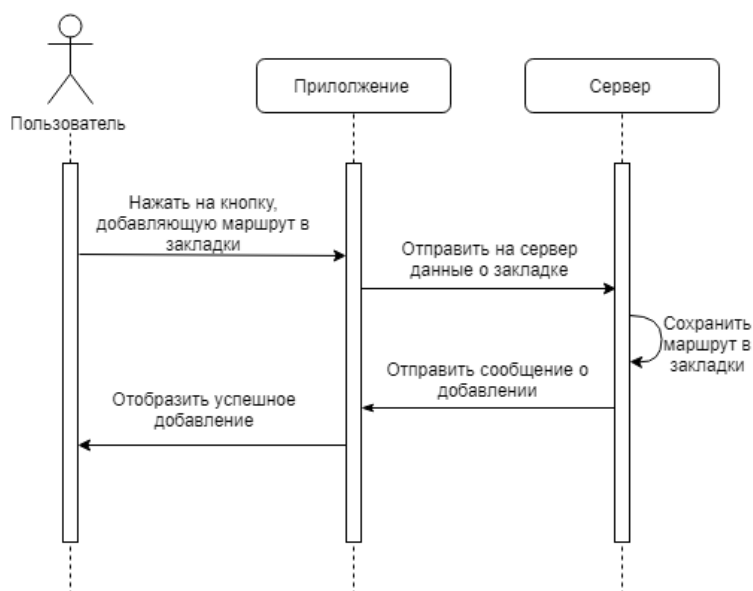 Пользователь
Прилолжение
Сервер
Нажать на кнопку,
добавляющую маршрут в
закладки
Отправить на сервер
данные о закладке
Сохранить
маршрут в
закладки
Отправить сообщение о
добавлении
Отобразить успешное
добавление